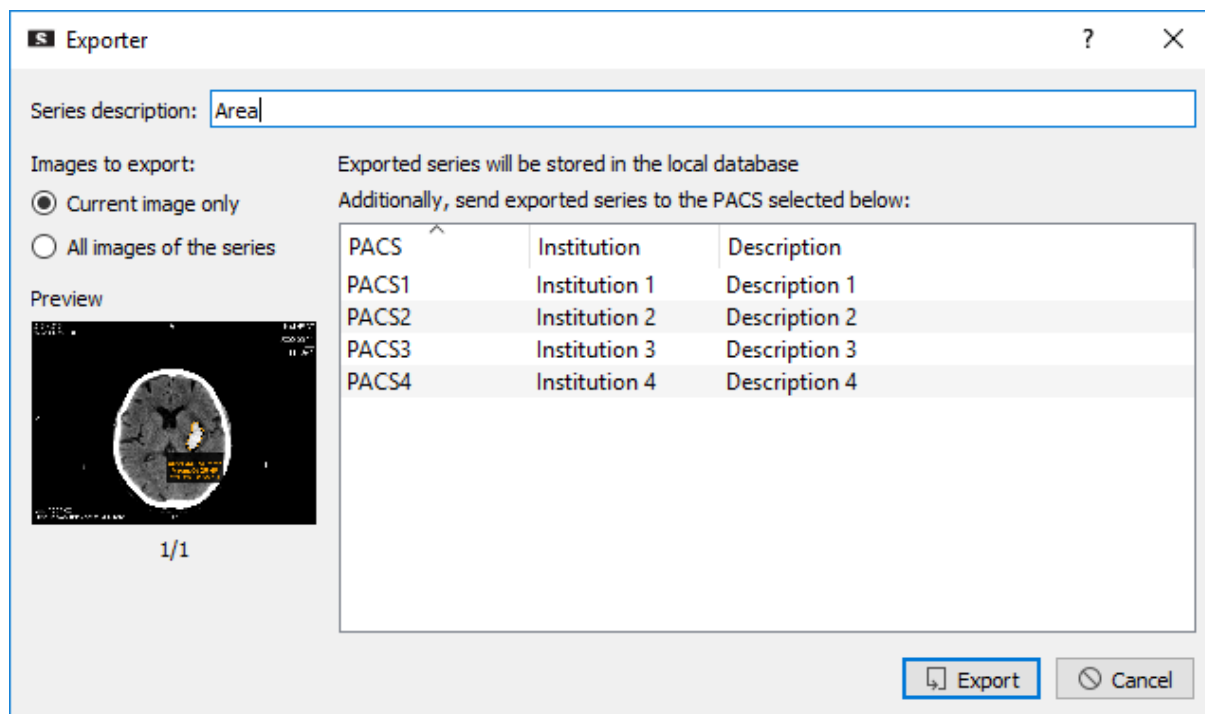 S Exporter ?
Series description: Area
Images to export:
Current image only
All images of the series
Preview
1/1
Exported series will be stored in the local database
Additionally, send exported series to the PACS selected below:
PACS Institution Description
PACS1 Institution 1 Description 1
PACS2 Institution 2 Description 2
PACS3 Institution 3 Description 3
PACS4 Institution 4 Description 4
Export Cancel